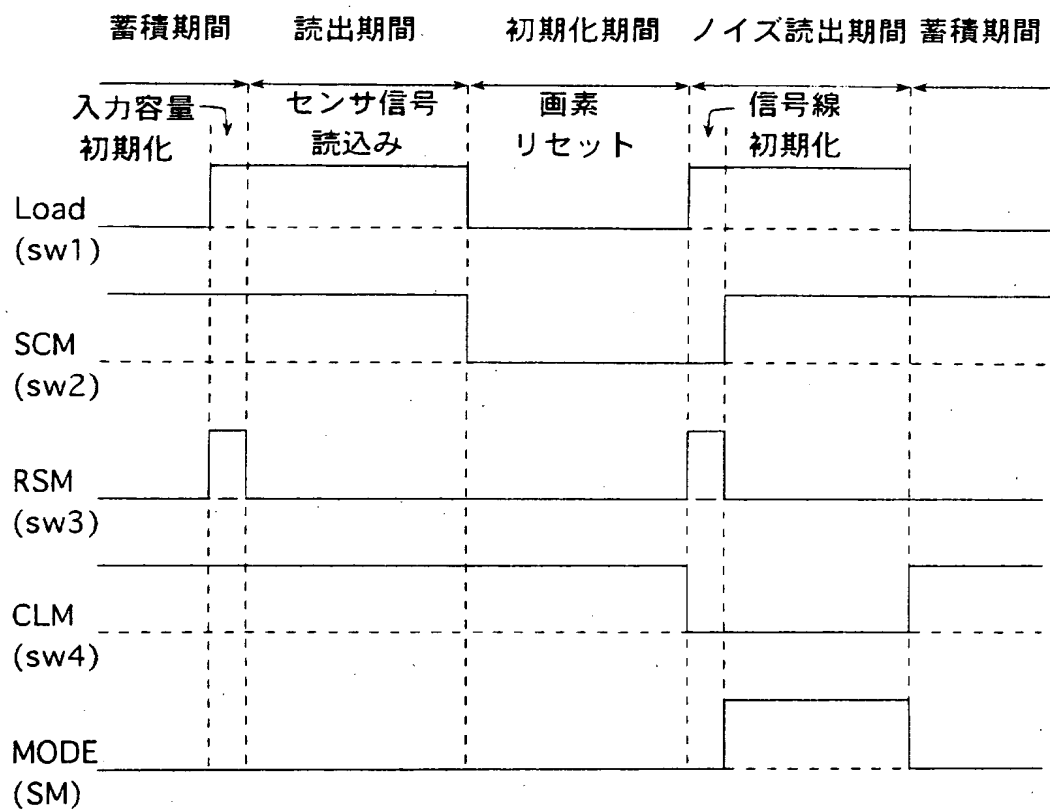 蓄積期間 読出期間 初期化期間 ノイズ読出期間 蓄積期間
入力容量
初期化
センサ信号
読込み
画素
リセット
信号線
初期化
Load
(sw1)
SCM
(sw2)
RSM
(sw3)
CLM
(sw4)
MODE
(SM)